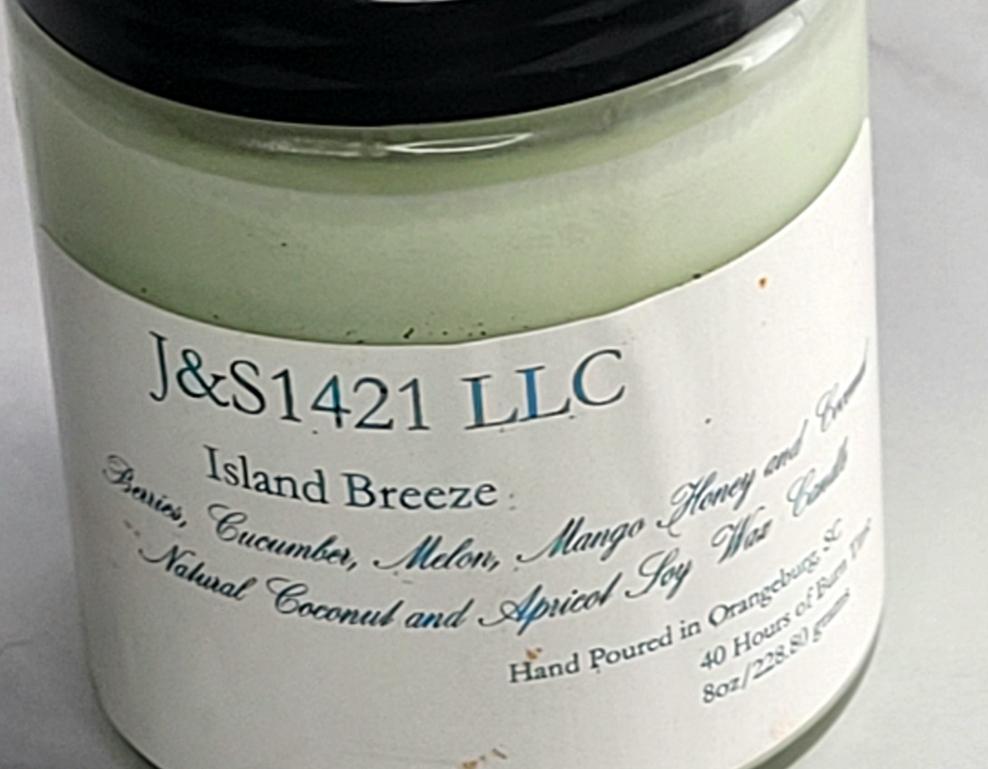 J&S1421 LLC
Island Breeze
Berries, Cucumber, Melon, Mango Honey and Coconut
Natural Coconut and Apricot Soy Wax Candle
Hand Poured in Orangeburg, SC
40 Hours of Burn Time
8oz/228.80 grams